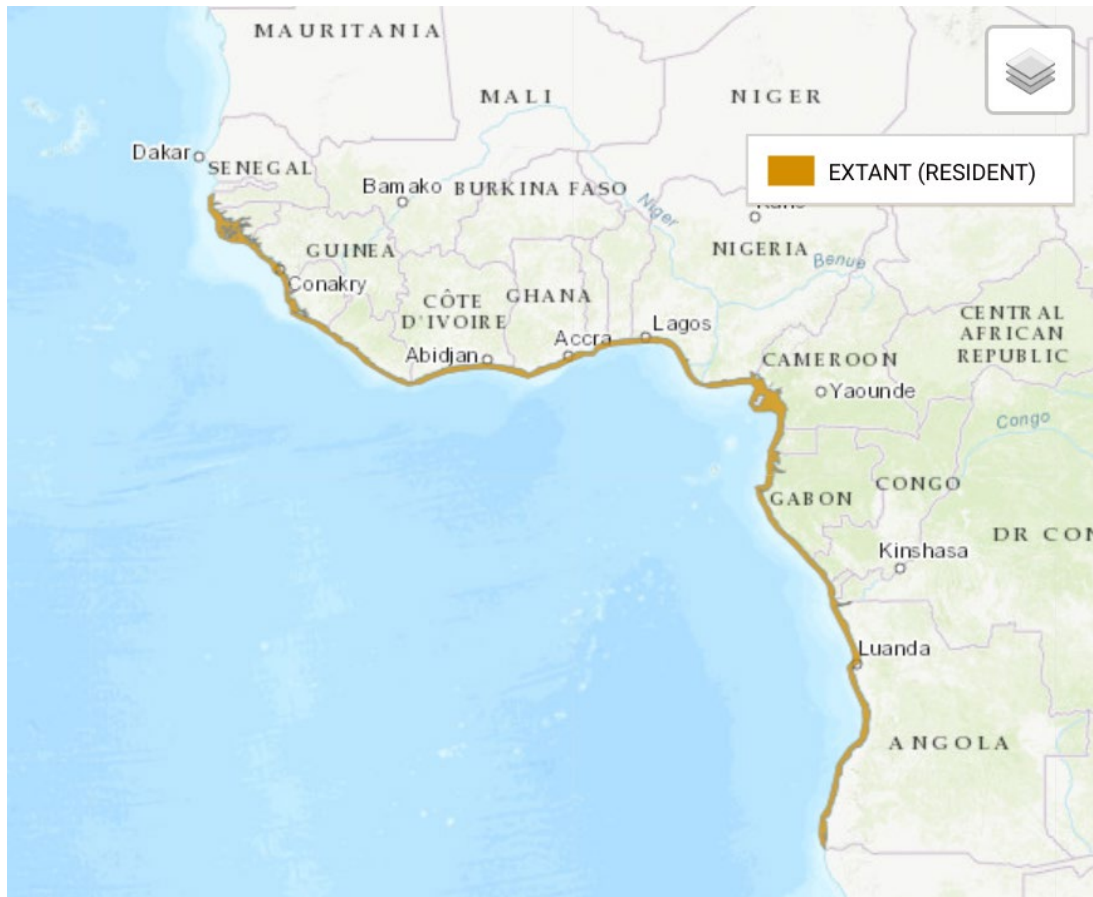 MAURITANIA
MALI
NIGER
Dakar
SENEGAL
EXTANT (RESIDENT)
Bamako
BURKINA FASO
Niger
NIGERIA
Benue
GUINEA
Conakry
CÔTE
D'IVOIRE
GHANA
Lagos
Accra
Abidjan
CENTRAL
AFRICAN
REPUBLIC
CAMEROON
Yaounde
Congo
CONGO
GABON
DR CON
Kinshasa
Luanda
ANGOLA